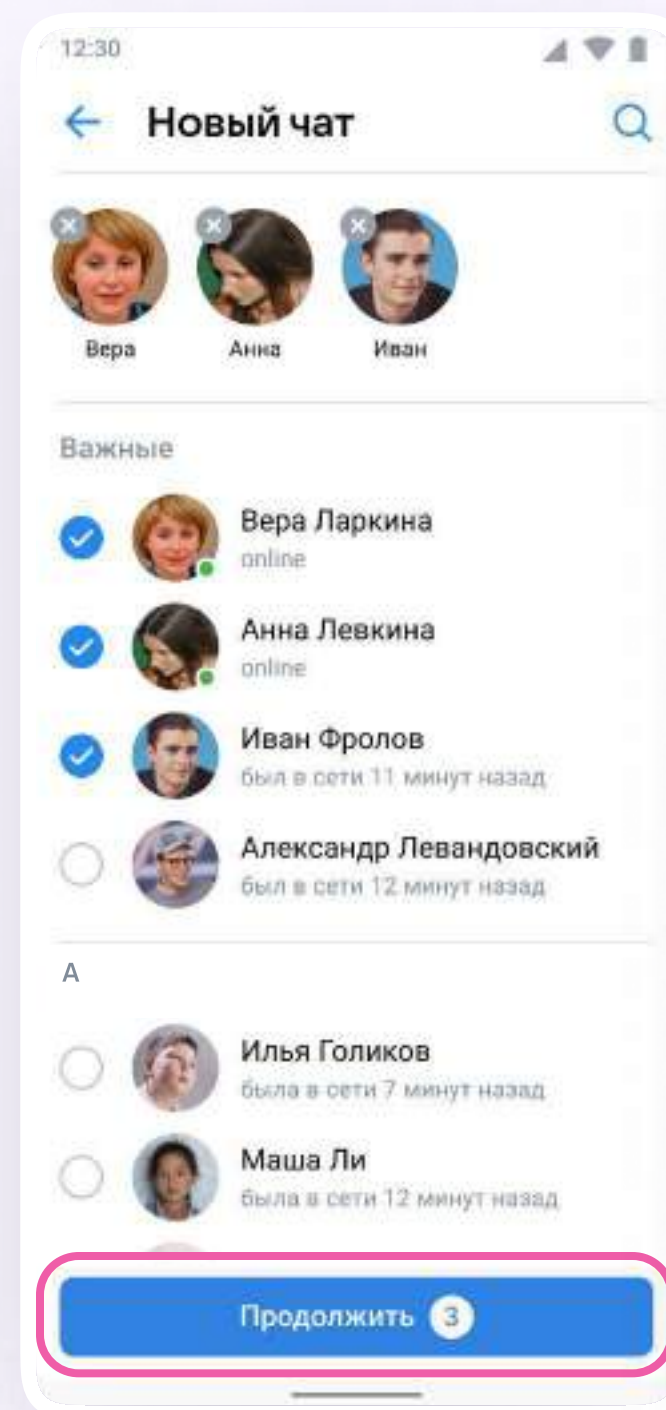 12:30
Новый чат
Вера Анна Иван
Важные
Вера Ларкина
online
Анна Левкина
online
Иван Фролов
был в сети 11 минут назад
Александр Левандовский
был в сети 12 минут назад
А
Илья Голиков
была в сети 7 минут назад
Маша Ли
была в сети 12 минут назад
Продолжить 3